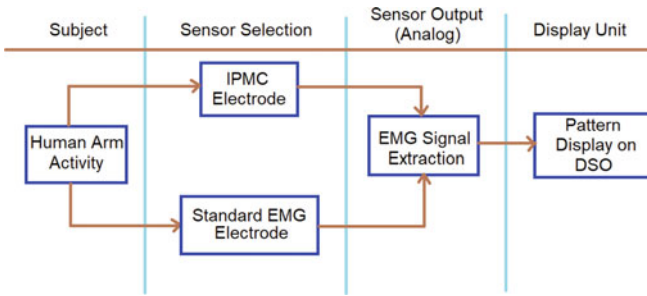 Subject
Sensor Selection
Sensor Output
(Analog)
Display Unit
Human Arm
Activity
IPMC
Electrode
Standard EMG
Electrode
EMG Signal
Extraction
Pattern
Display on
DSO